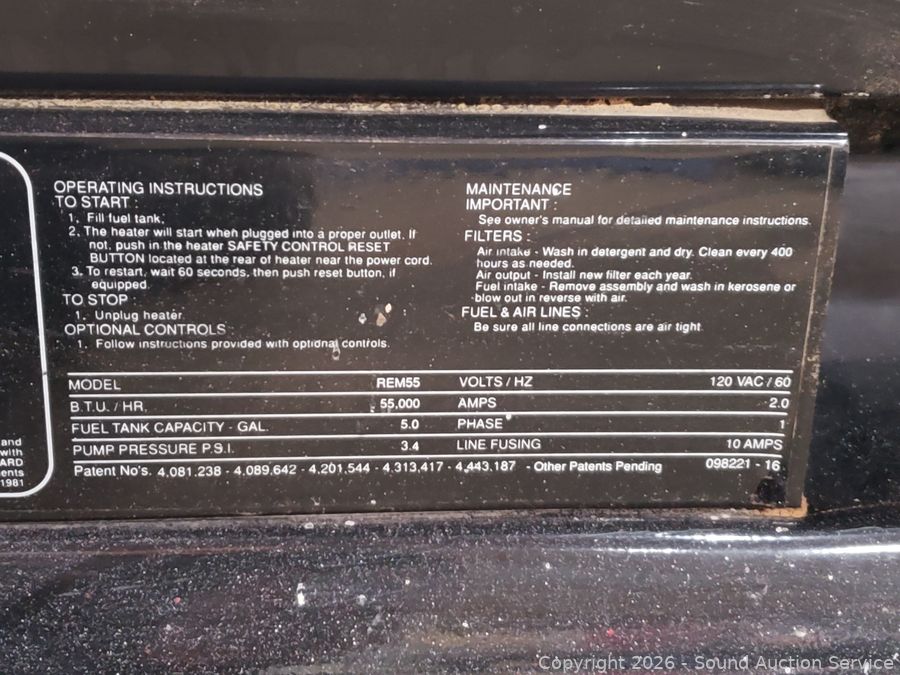 OPERATING INSTRUCTIONS
TO START :
1. Fill fuel tank.
2. The heater will start when plugged into a proper outlet. If
not, push in the heater SAFETY CONTROL RESET
BUTTON located at the rear of heater near the power cord.
3. To restart, wait 60 seconds, then push reset button, if
equipped.
TO STOP
1. Unplug heater
OPTIONAL CONTROLS
1. Follow instructions provided with optional controls.
MAINTENANCE
IMPORTANT :
See owner's manual for detailed maintenance instructions.
FILTERS :
Air intake - Wash in detergent and dry. Clean every 400
hours as needed.
Air output - Install new filter each year.
Fuel intake - Remove assembly and wash in kerosene or
blow out in reverse with air.
FUEL & AIR LINES :
Be sure all line connections are air tight
MODEL REM55 VOLTS / HZ 120 VAC / 60
B.T.U. / HR. 55,000 AMPS 2.0
FUEL TANK CAPACITY - GAL. 5.0 PHASE 1
PUMP PRESSURE P.S.I. 3.4 LINE FUSING 10 AMPS
Patent No's. 4,081,238 - 4,089,642 - 4,201,544 - 4,313,417 - 4,443,187 - Other Patents Pending 098221 - 16
and
with
ARD
ents
1981
Copyright 2026 - Sound Auction Service